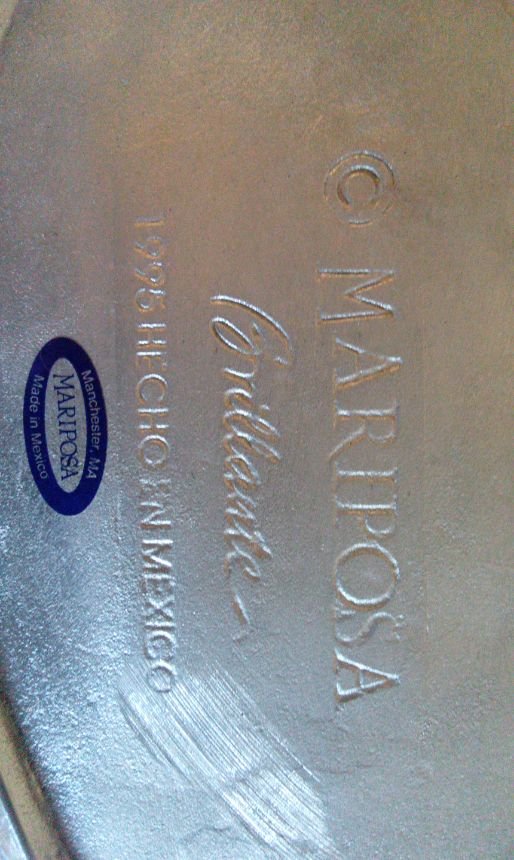 © MARIPOSA
Brillante
1995 HECHO EN MEXICO
Manchester, MA
MARIPOSA
Made in Mexico